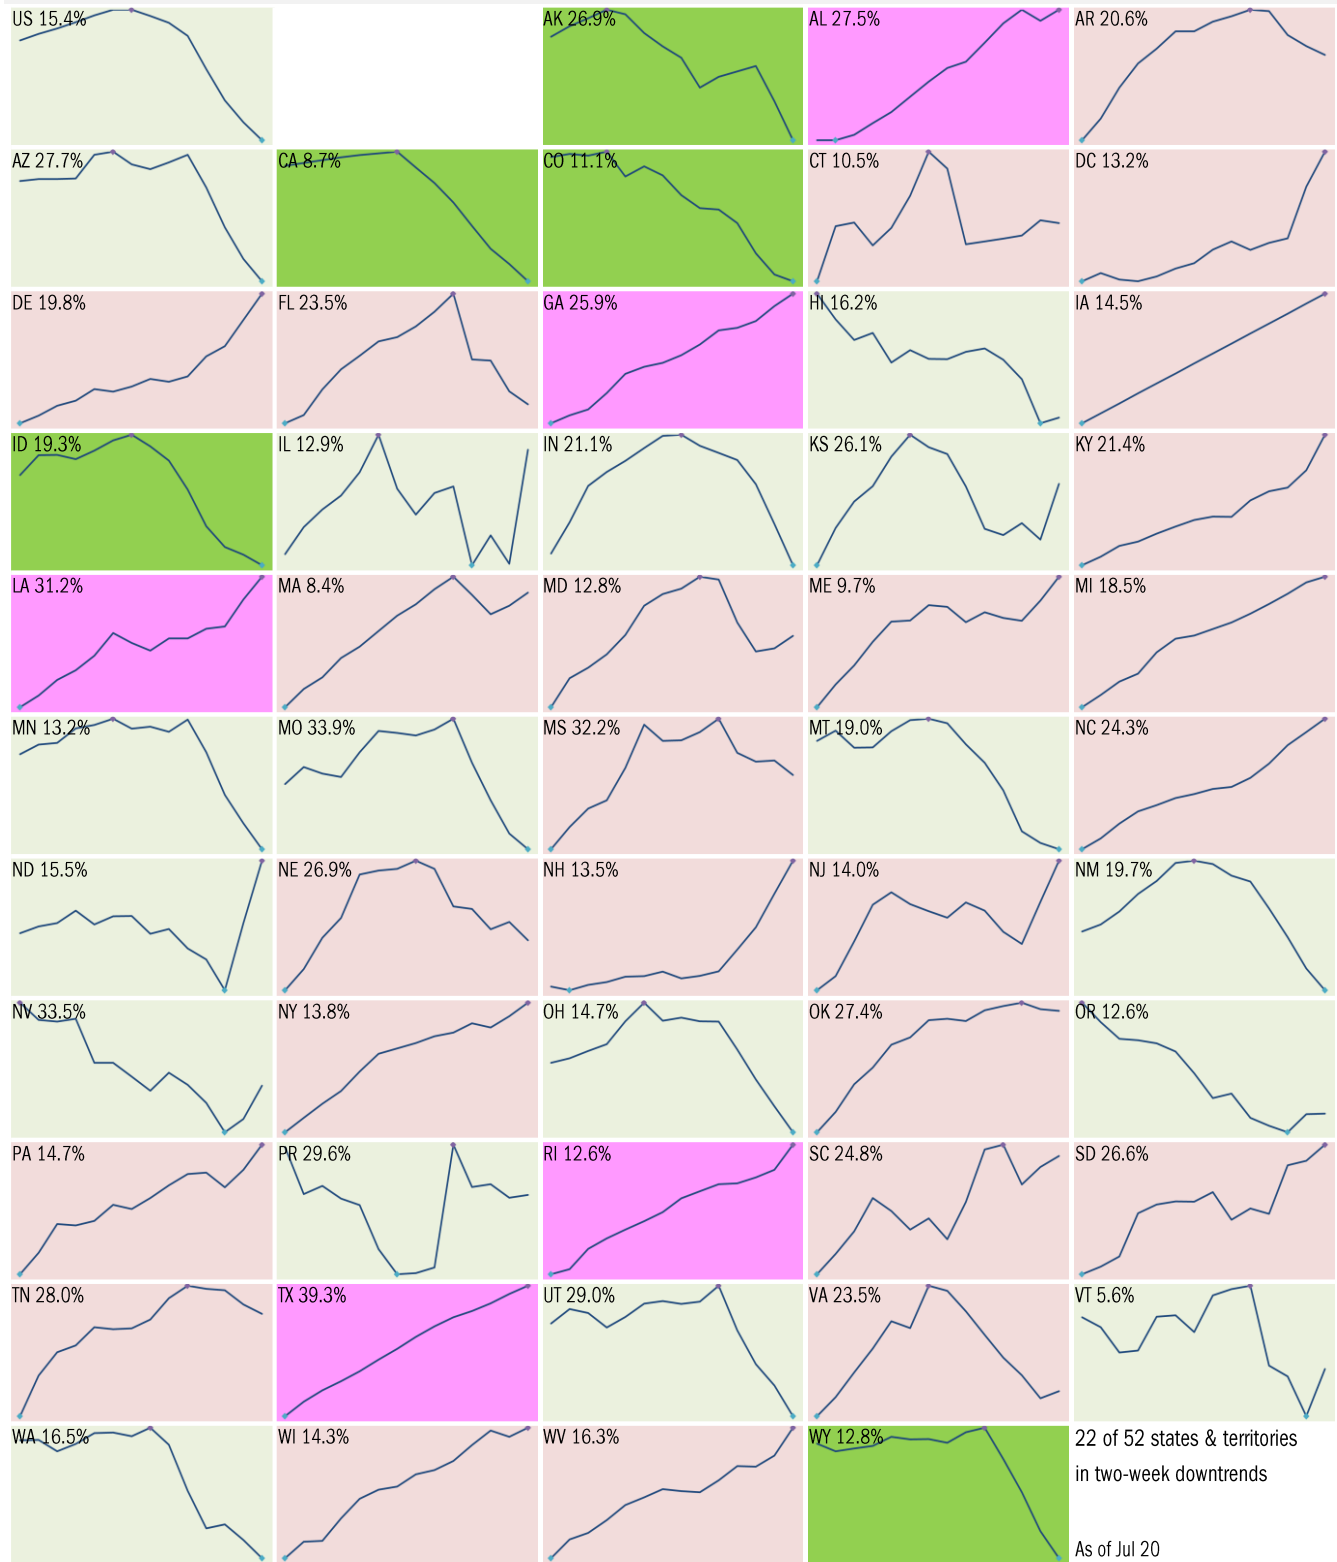 US 15.4%
AK 26.9%
AL 27.5%
AR 20.6%
AZ 27.7%
CA 8.7%
CO 11.1%
CT 10.5%
DC 13.2%
DE 19.8%
FL 23.5%
GA 25.9%
HI 16.2%
IA 14.5%
ID 19.3%
IL 12.9%
IN 21.1%
KS 26.1%
KY 21.4%
LA 31.2%
MA 8.4%
MD 12.8%
ME 9.7%
MI 18.5%
MN 13.2%
MO 33.9%
MS 32.2%
MT 19.0%
NC 24.3%
ND 15.5%
NE 26.9%
NH 13.5%
NJ 14.0%
NM 19.7%
NV 33.5%
NY 13.8%
OH 14.7%
OK 27.4%
OR 12.6%
PA 14.7%
PR 29.6%
RI 12.6%
SC 24.8%
SD 26.6%
TN 28.0%
TX 39.3%
UT 29.0%
VA 23.5%
VT 5.6%
WA 16.5%
WI 14.3%
WV 16.3%
WY 12.8%
22 of 52 states & territories
in two-week downtrends
As of Jul 20